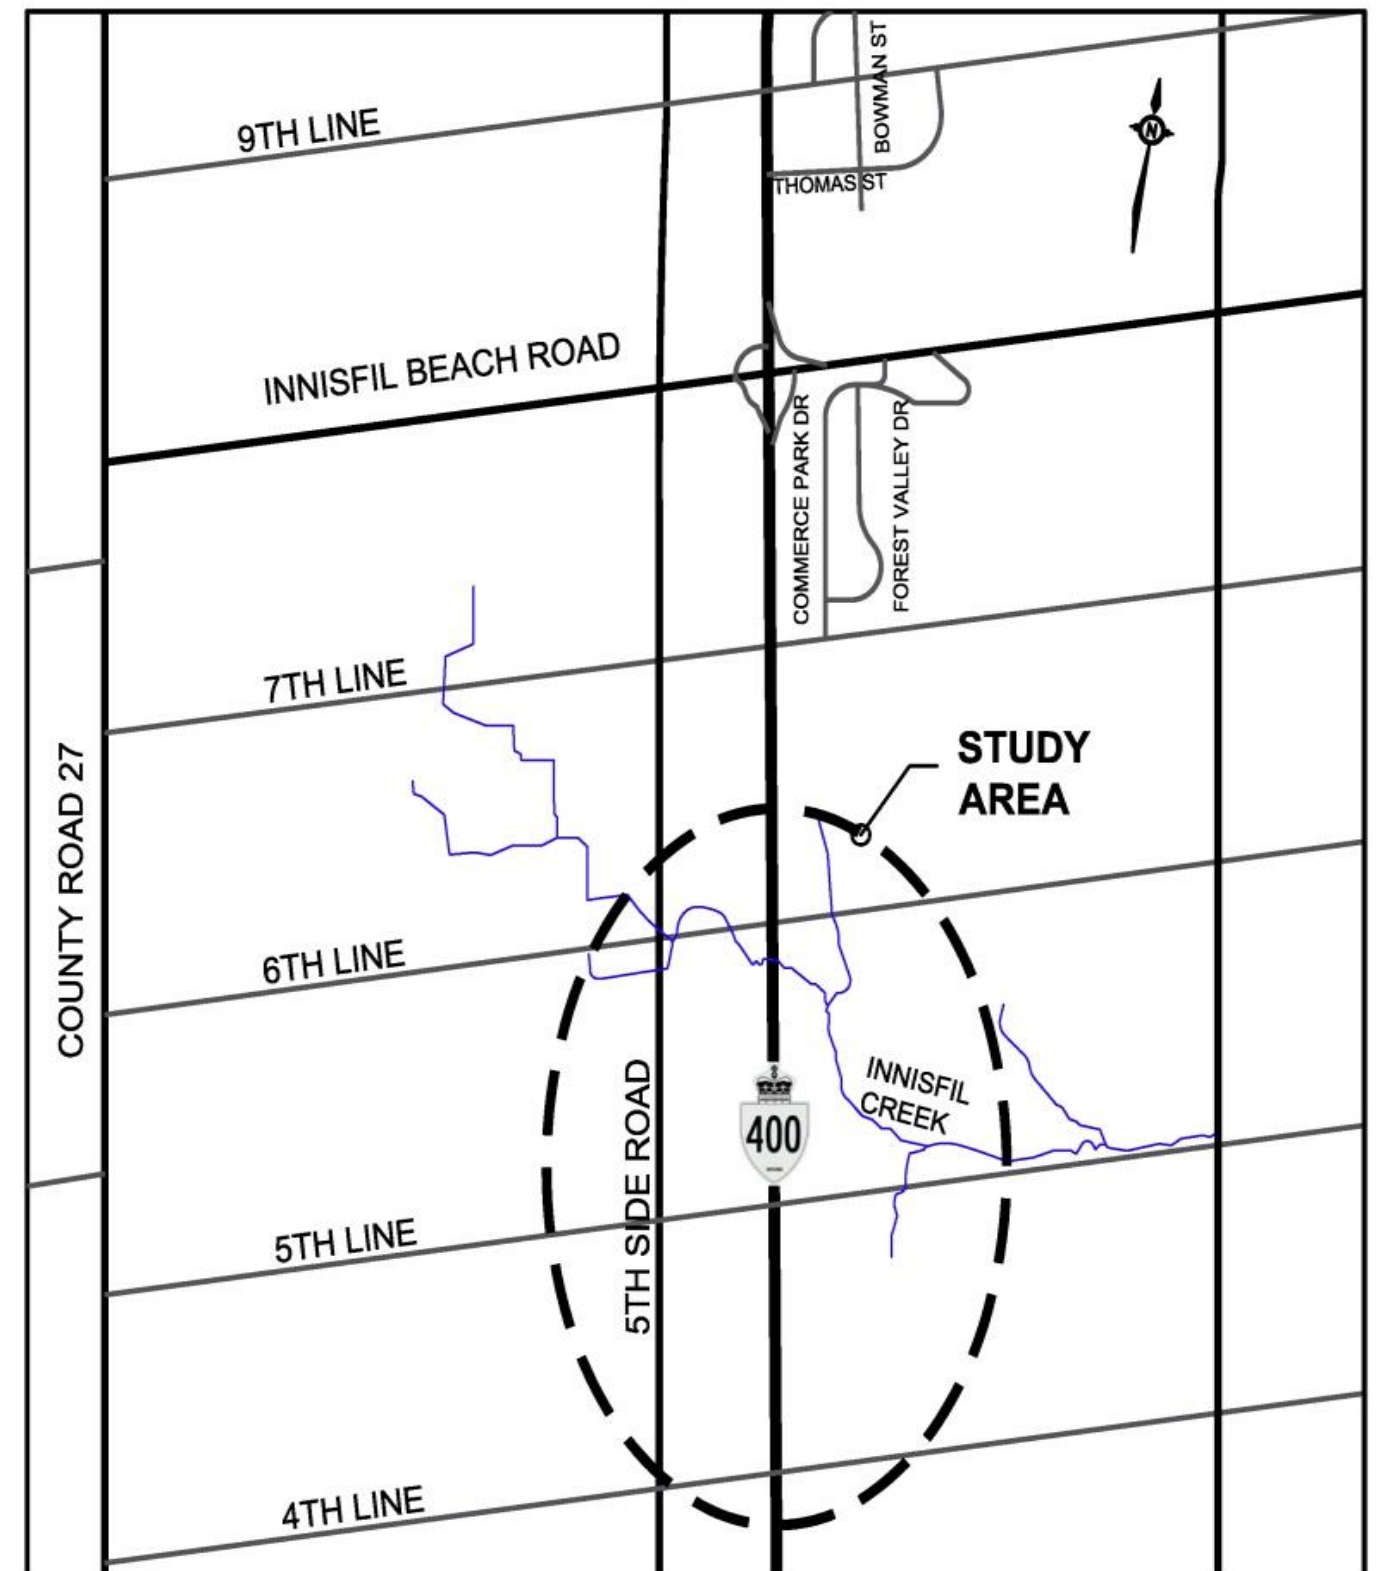 BOWMAN ST
9TH LINE
N
THOMAS ST
INNISFIL BEACH ROAD
COMMERCE PARK DR
FOREST VALLEY DR
7TH LINE
STUDY
AREA
COUNTY ROAD 27
6TH LINE
INNISFIL
CREEK
5TH SIDE ROAD
400
5TH LINE
4TH LINE